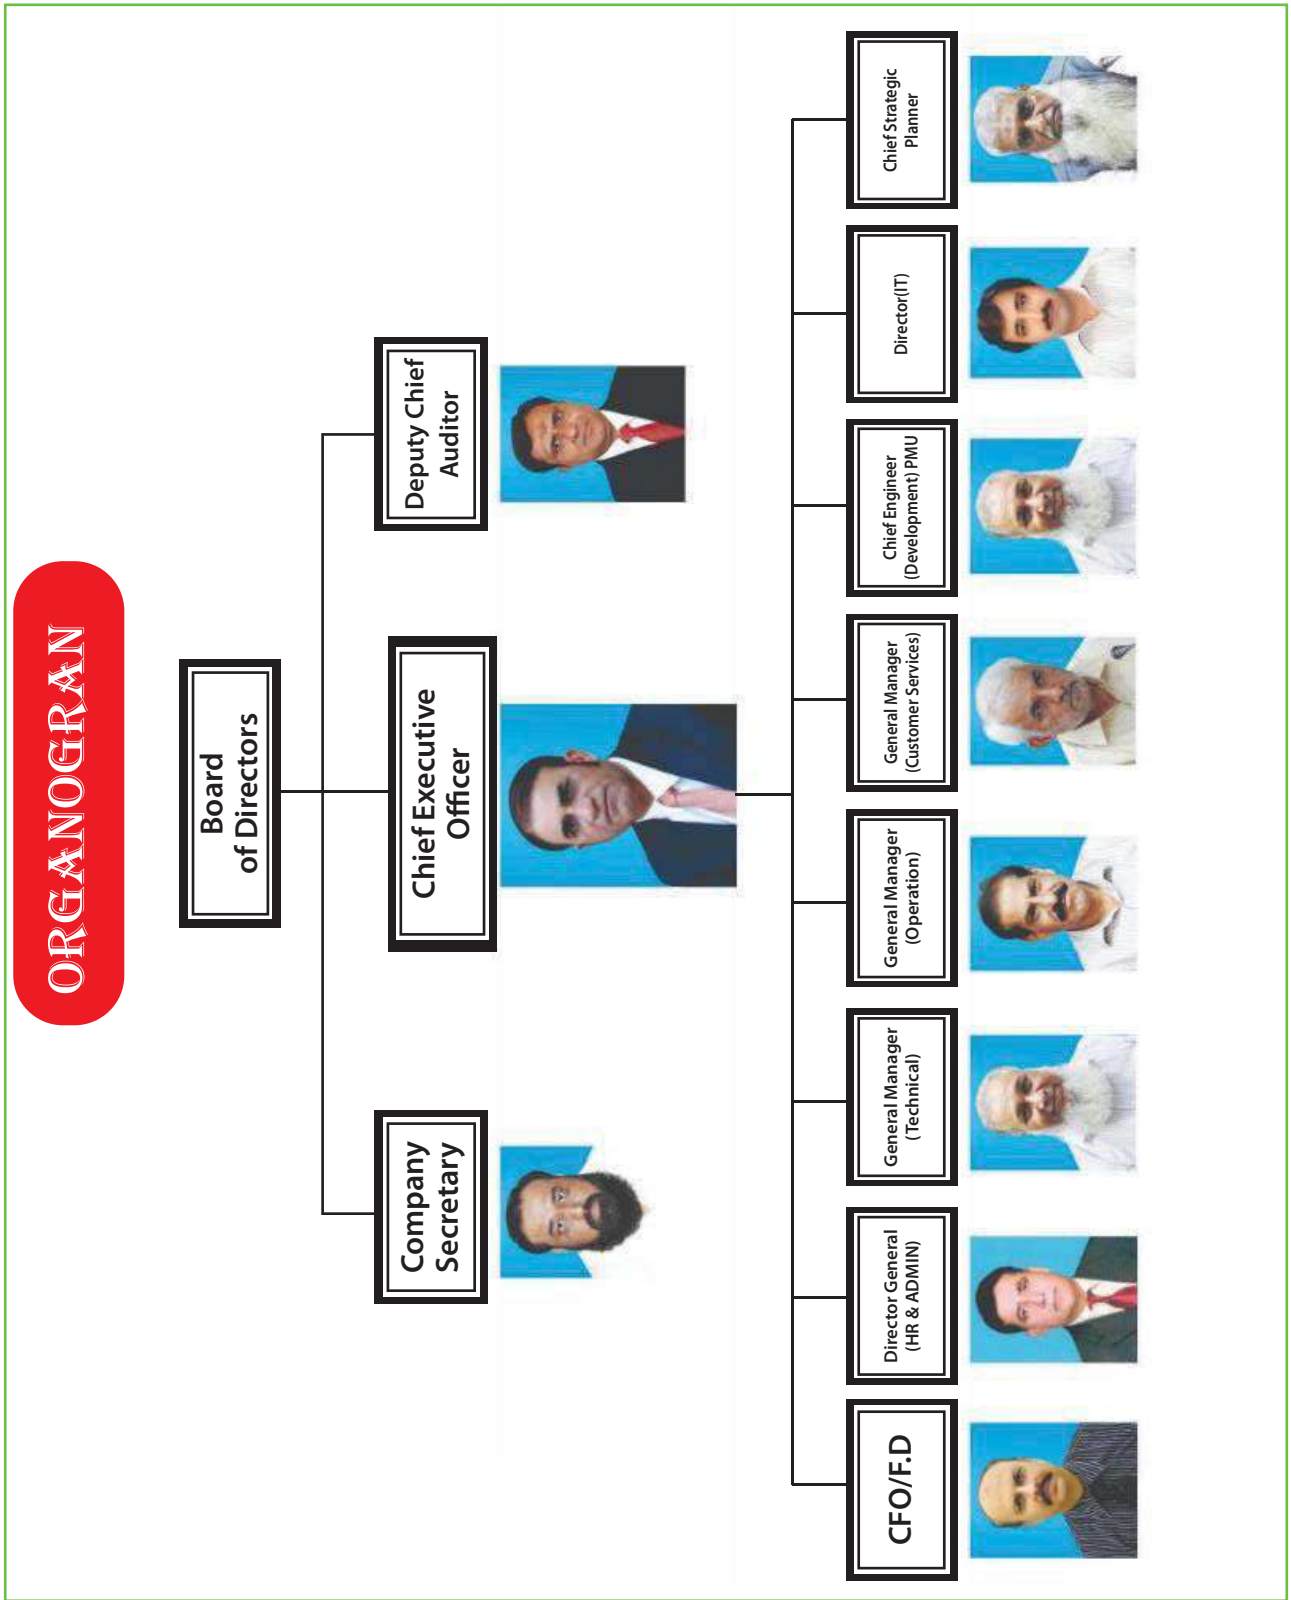 ORGANOGRAN
Board
of Directors
Company
Secretary
Chief Executive
Officer
Deputy Chief
Auditor
CFO/F.D
Director General
(HR & ADMIN)
General Manager
(Technical)
General Manager
(Operation)
General Manager
(Customer Services)
Chief Engineer
(Development) PMU
Director(IT)
Chief Strategic
Planner